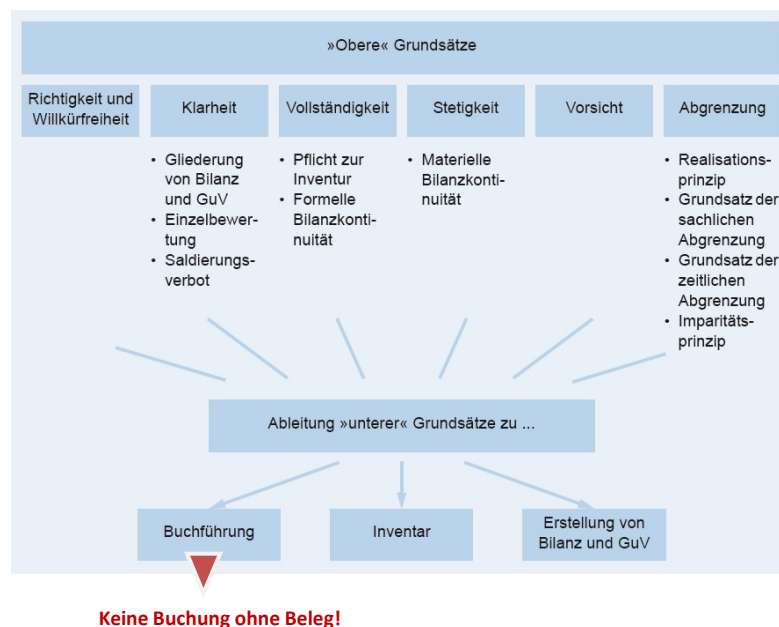 »Obere« Grundsätze
Richtigkeit und
Willkürfreiheit
Klarheit
• Gliederung
von Bilanz
und GuV
• Einzelbewer-
tung
• Saldierungs-
verbot
Vollständigkeit
• Pflicht zur
Inventur
• Formelle
Bilanzkonti-
nuität
Stetigkeit
• Materielle
Bilanzkonti-
nuität
Vorsicht
Abgrenzung
• Realisations-
prinzip
• Grundsatz der
sachlichen
Abgrenzung
• Grundsatz der
zeitlichen
Abgrenzung
• Imparitäts-
prinzip
Ableitung »unterer« Grundsätze zu ...
Buchführung
Inventar
Erstellung von
Bilanz und GuV
Keine Buchung ohne Beleg!